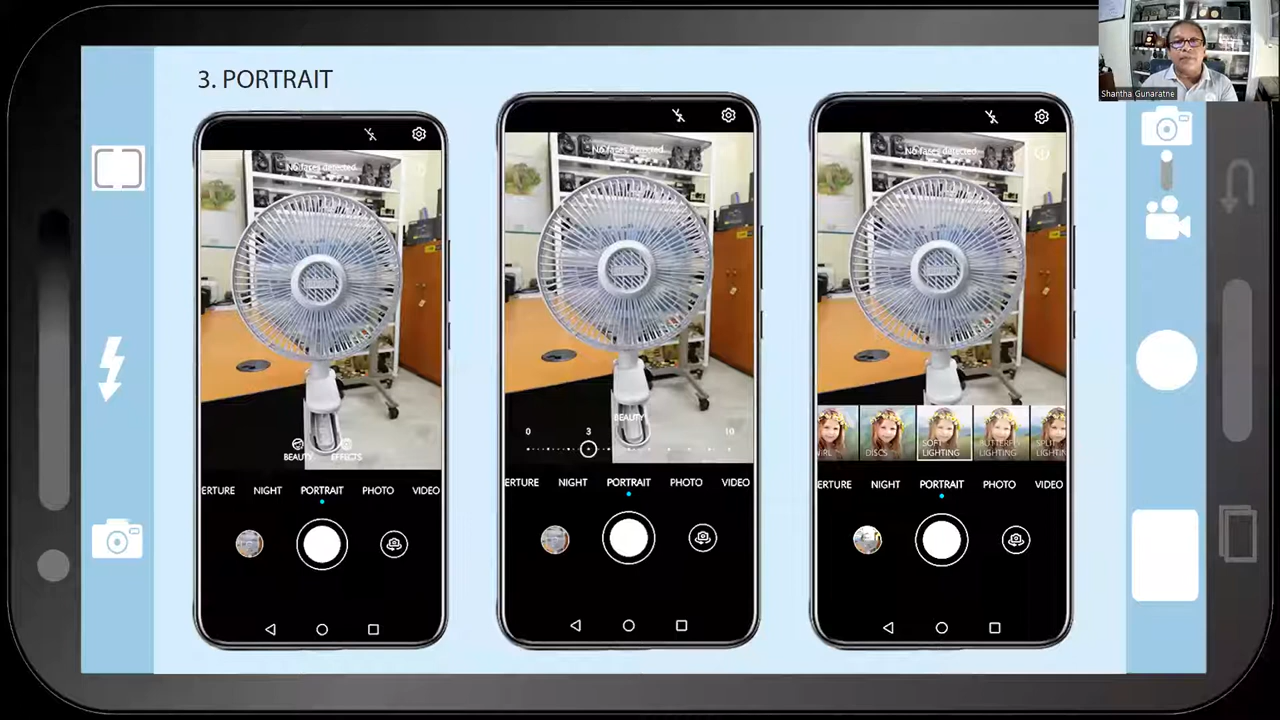 3. PORTRAIT
Shantha Gunaratne
No faces detected
BEAUTY
EFFECTS
ERTURE
NIGHT
PORTRAIT
PHOTO
VIDEO
No faces detected
BEAUTY
0
3
10
ERTURE
NIGHT
PORTRAIT
PHOTO
VIDEO
No faces detected
DISCS
SOFT LIGHTING
BUTTERFLY LIGHTING
SPLIT LIGHTIN
ERTURE
NIGHT
PORTRAIT
PHOTO
VIDEO